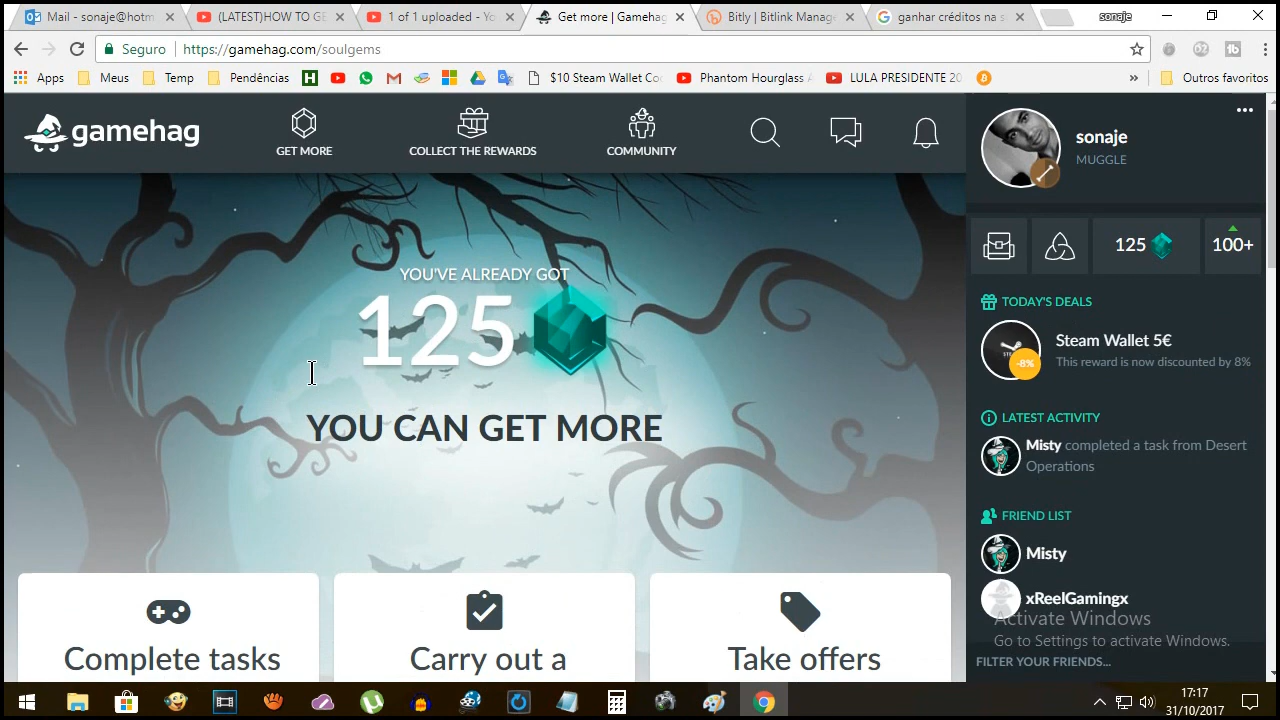 Mail - sonaje@hotm
(LATEST)HOW TO GE
1 of 1 uploaded - Yo
Get more | Gamehag
Bitly | Bitlink Manage
ganhar créditos na s
sonaje
Seguro
https://gamehag.com/soulgems
Apps
Meus
Temp
Pendências
H
$10 Steam Wallet Co
Phantom Hourglass
LULA PRESIDENTE 20
»
Outros favoritos
gamehag
GET MORE
COLLECT THE REWARDS
COMMUNITY
sonaje
MUGGLE
125
100+
YOU'VE ALREADY GOT
125
YOU CAN GET MORE
TODAY'S DEALS
Steam Wallet 5€
-8%
This reward is now discounted by 8%
LATEST ACTIVITY
Misty completed a task from Desert
Operations
FRIEND LIST
Misty
xReelGamingx
Activate Windows
Go to Settings to activate Windows.
FILTER YOUR FRIENDS...
Complete tasks
Carry out a
Take offers
17:17
31/10/2017